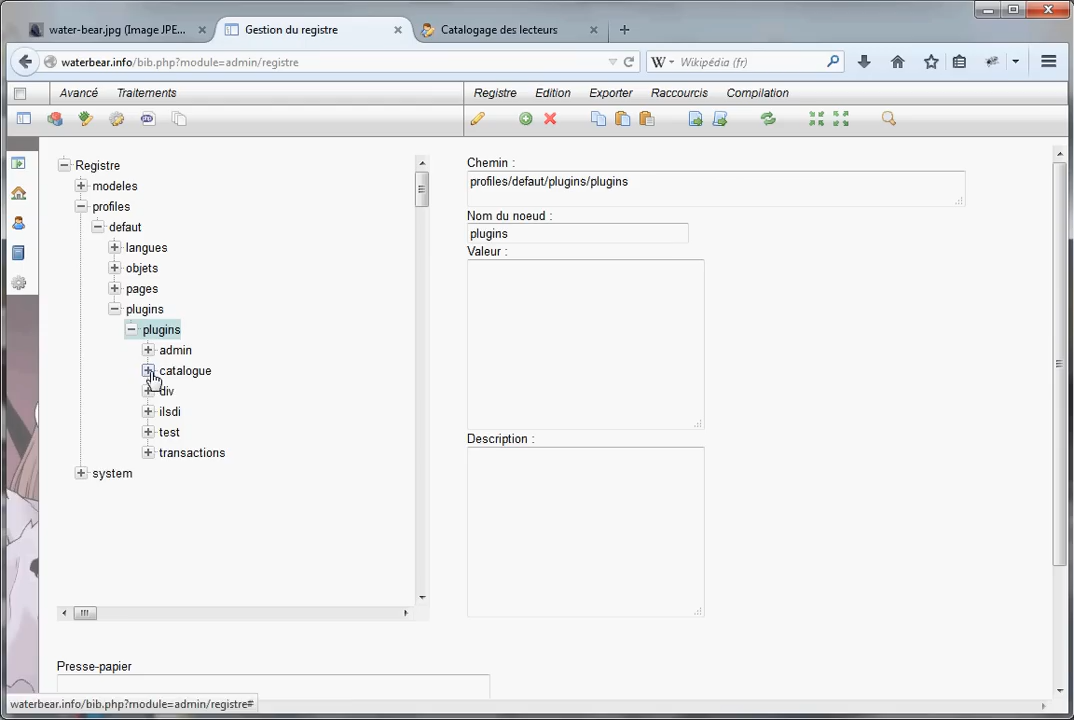 water-bear.jpg (Image JPE...
Gestion du registre
Catalogage des lecteurs
waterbear.info/bib.php?module=admin/registre
W Wikipédia (fr)
Avancé Traitements
Registre Edition Exporter Raccourcis Compilation
Registre
modeles
profiles
defaut
langues
objets
pages
plugins
plugins
admin
catalogue
div
ilsdi
test
transactions
system
Chemin :
profiles/defaut/plugins/plugins
Nom du noeud :
plugins
Valeur :
Description :
Presse-papier
waterbear.info/bib.php?module=admin/registre#